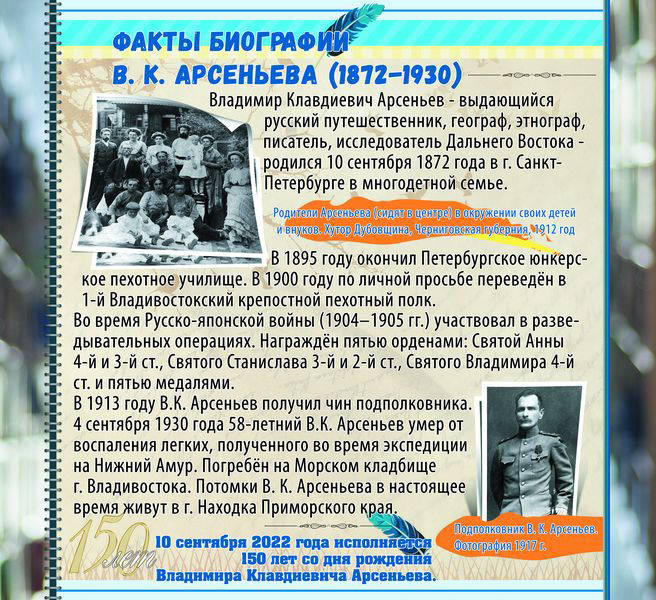 ФАКТЫ БИОГРАФИИ
В. К. АРСЕНЬЕВА (1872–1930)
Владимир Клавдиевич Арсеньев - выдающийся
русский путешественник, географ, этнограф,
писатель, исследователь Дальнего Востока -
родился 10 сентября 1872 года в г. Санкт-
Петербурге в многодетной семье.
Родители Арсеньева (сидят в центре) в окружении своих детей
и внуков. Хутор Дубовщина, Черниговская губерния, 1912 год
В 1895 году окончил Петербургское юнкерс-
кое пехотное училище. В 1900 году по личной просьбе переведён в
1-й Владивостокский крепостной пехотный полк.
Во время Русско-японской войны (1904–1905 гг.) участвовал в разве-
дывательных операциях. Награждён пятью орденами: Святой Анны
4-й и 3-й ст., Святого Станислава 3-й и 2-й ст., Святого Владимира 4-й
ст. и пятью медалями.
В 1913 году В.К. Арсеньев получил чин подполковника.
4 сентября 1930 года 58-летний В.К. Арсеньев умер от
воспаления легких, полученного во время экспедиции
на Нижний Амур. Погребён на Морском кладбище
г. Владивостока. Потомки В. К. Арсеньева в настоящее
время живут в г. Находка Приморского края.
Подполковник В. К. Арсеньев.
Фотография 1917 г.
150 лет
10 сентября 2022 года исполняется
150 лет со дня рождения
Владимира Клавдиевича Арсеньева.